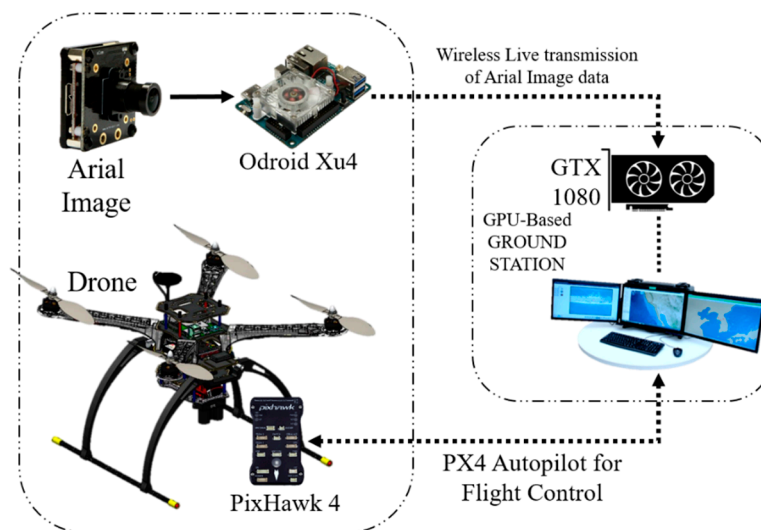 Wireless Live transmission
of Arial Image data
Odroid Xu4
Arial
Image
GTX
1080
GPU-Based
GROUND
STATION
Drone
pixhawk
PixHawk 4
PX4 Autopilot for
Flight Control